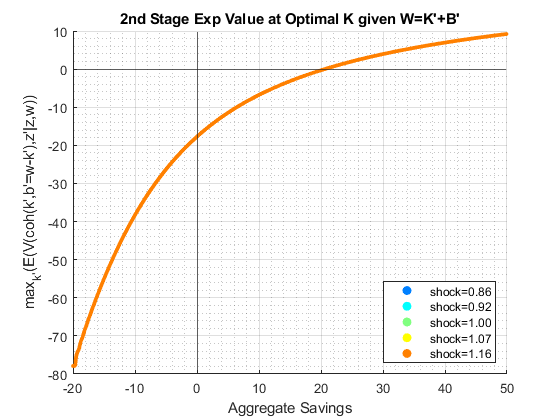 2nd Stage Exp Value at Optimal K given W=K'+B'
10
0
-10
-20
-30
-40
-50
-60
-70
-80
max_k'(E(V(coh(k',b'=w-k'),z'|z,w))
shock=0.86
shock=0.92
shock=1.00
shock=1.07
shock=1.16
-20 -10 0 10 20 30 40 50
Aggregate Savings